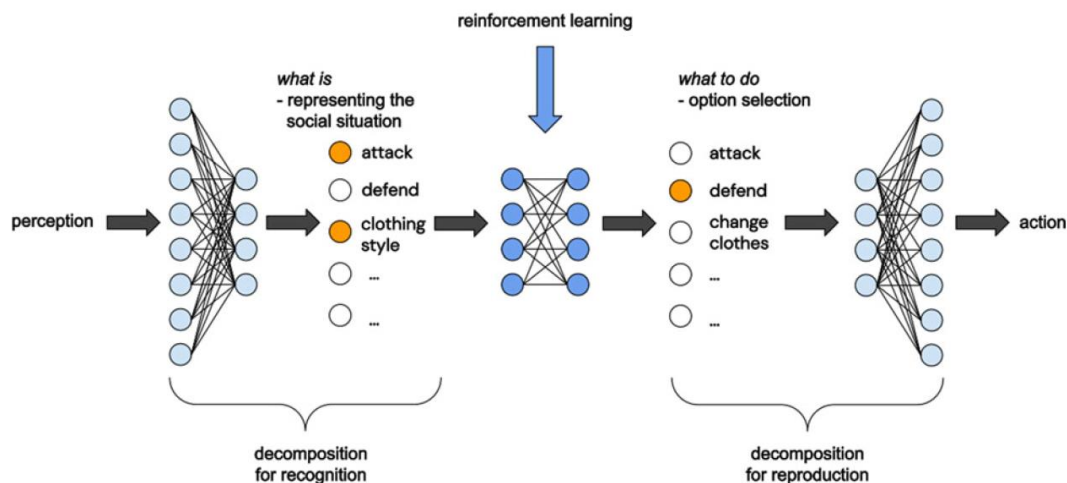 reinforcement learning
what is
- representing the
social situation
attack
defend
clothing
style
...
...
what to do
- option selection
attack
defend
change
clothes
...
...
perception
action
decomposition
for recognition
decomposition
for reproduction